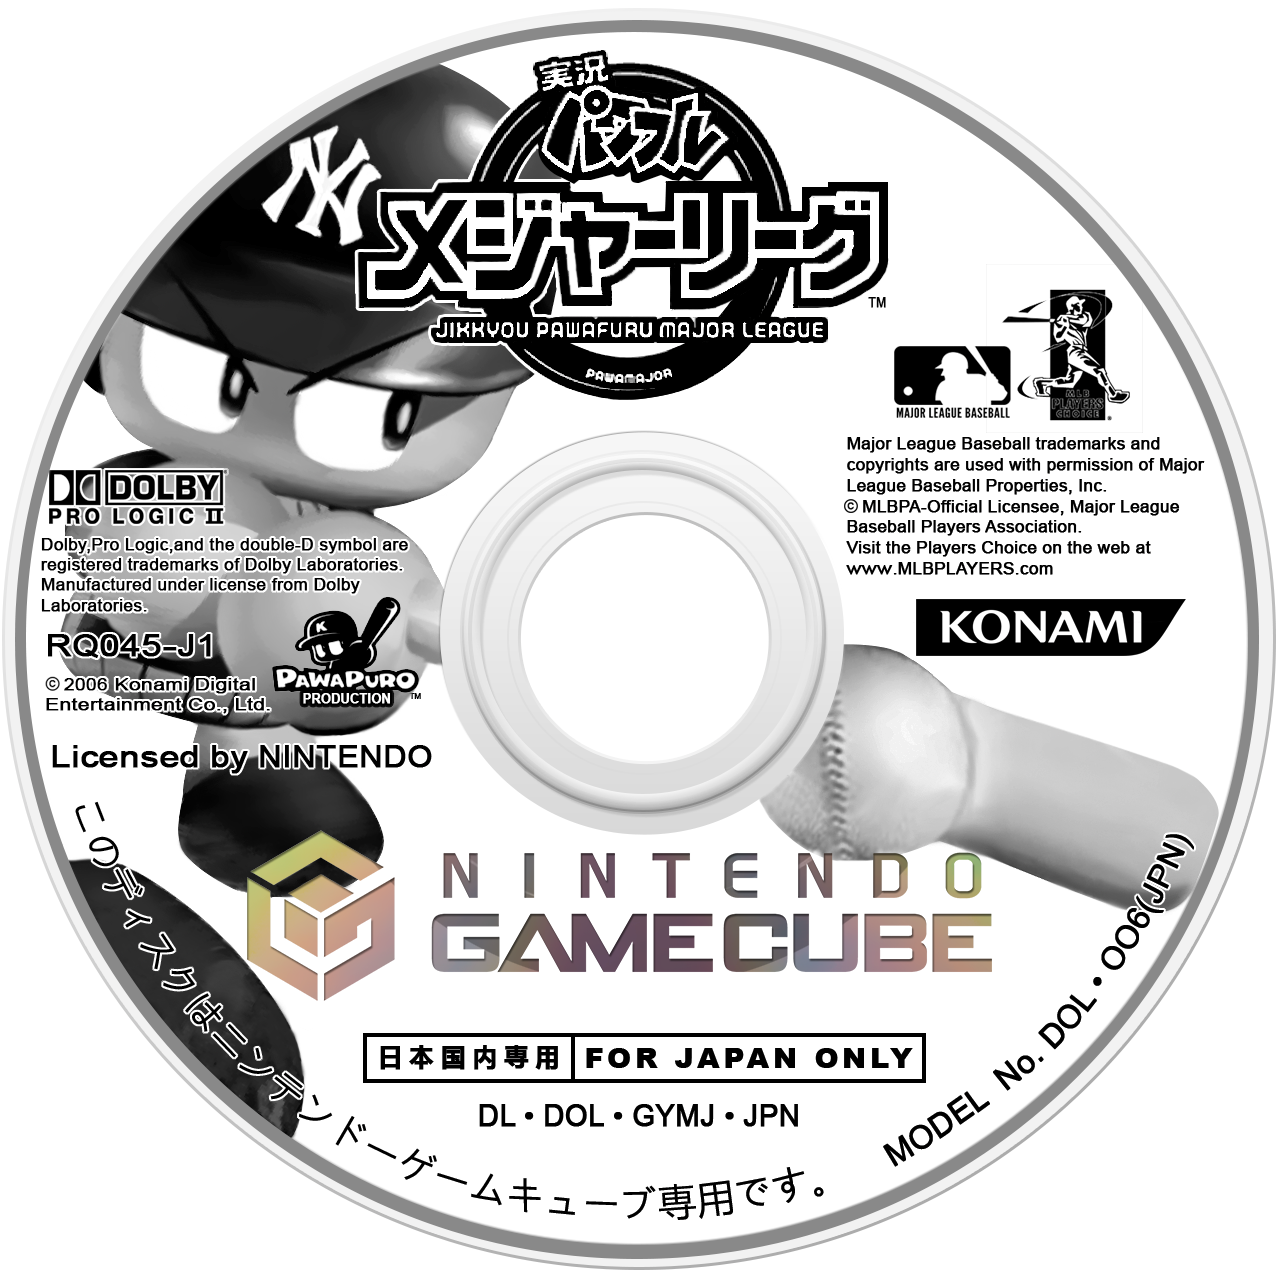 実況
パワフル
メジャーリーグ
TM
JIKKYOU PAWAFURU MAJOR LEAGUE
PAWAMAJOR
NY
MAJOR LEAGUE BASEBALL
MLB
PLAYERS
CHOICE
Major League Baseball trademarks and
copyrights are used with permission of Major
League Baseball Properties, Inc.
© MLBPA-Official Licensee, Major League
Baseball Players Association.
Visit the Players Choice on the web at
www.MLBPLAYERS.com
KONAMI
DOLBY
PRO LOGIC II
Dolby,Pro Logic,and the double-D symbol are
registered trademarks of Dolby Laboratories.
Manufactured under license from Dolby
Laboratories.
RQ045-J1
© 2006 Konami Digital
Entertainment Co., Ltd.
K
PAWAPURO
PRODUCTION
TM
Licensed by NINTENDO
NINTENDO
GAMECUBE
日本国内専用 FOR JAPAN ONLY
DL • DOL • GYMJ • JPN
このディスクはニンテンドーゲームキューブ専用です。
MODEL No. DOL • OO6(JPN)